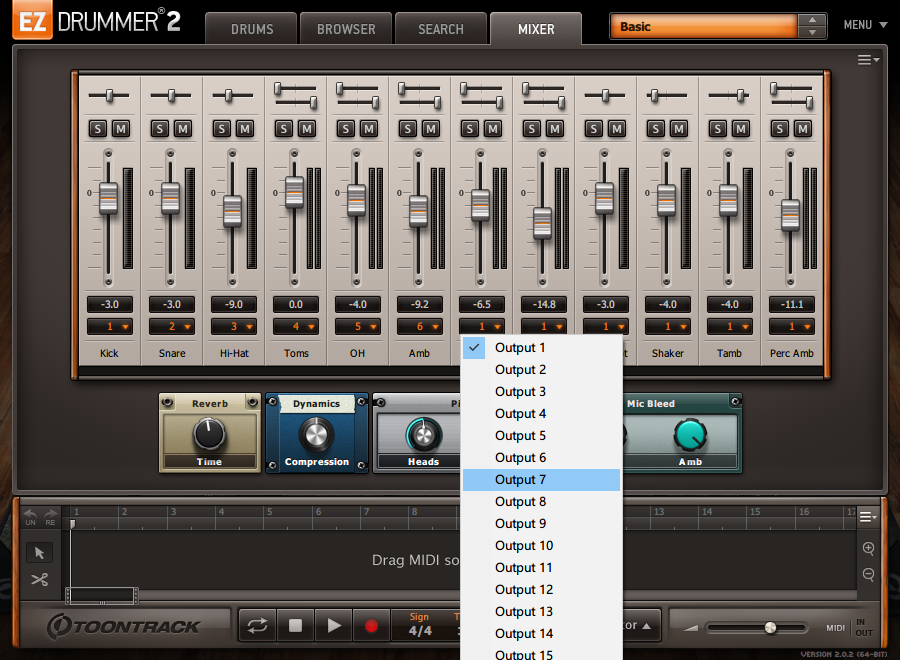 EZ DRUMMER® 2
DRUMS
BROWSER
SEARCH
MIXER
Basic
MENU
S M S M S M S M S M S M S M S M S M S M S M S M
0 0 0 0 0 0 0 0 0 0 0 0
-3.0 -3.0 -9.0 0.0 -4.0 -9.2 -6.5 -14.8 -3.0 -4.0 -4.0 -11.1
1 2 3 4 5 6 1 1 1 1 1 1
Kick Snare Hi-Hat Toms OH Amb Shaker Tamb Perc Amb
Output 1
Output 2
Output 3
Output 4
Output 5
Output 6
Output 7
Output 8
Output 9
Output 10
Output 11
Output 12
Output 13
Output 14
Output 15
Reverb
Time
Dynamics
Compression
Heads
Mic Bleed
Amb
UN RE
1 2 3 4 5 6 7 8 13 14 15 16 17
Drag MIDI so
TOONTRACK
Sign
4/4
or
MIDI
IN
OUT
VERSION 2.0.2 (64-BIT)